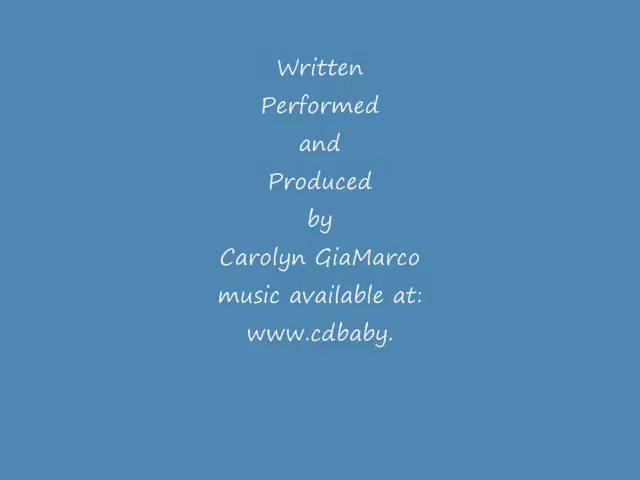 Written
Performed
and
Produced
by
Carolyn GiaMarco
music available at:
www.cdbaby.